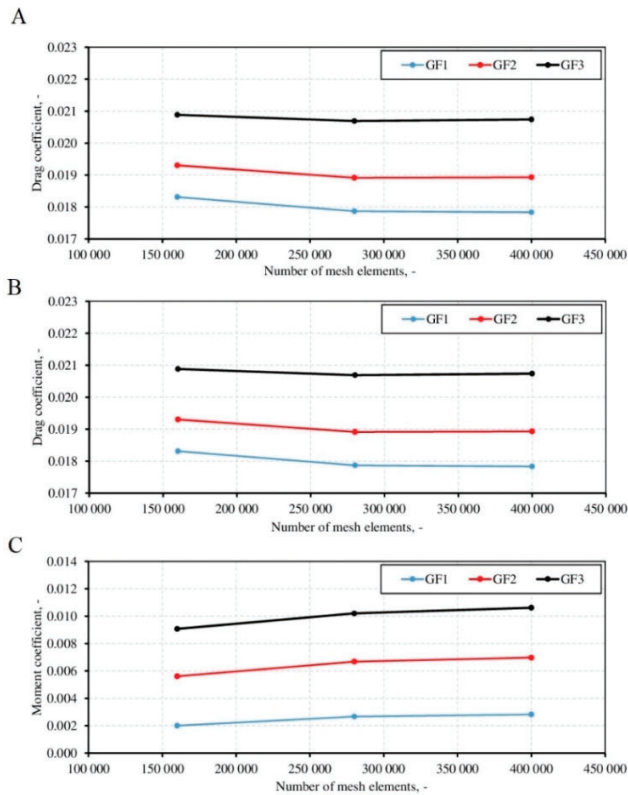 A
0.023
0.022
0.021
0.020
0.019
0.018
0.017
Drag coefficient, -
GF1 GF2 GF3
100 000 150 000 200 000 250 000 300 000 350 000 400 000 450 000
Number of mesh elements, -
B
0.023
0.022
0.021
0.020
0.019
0.018
0.017
Drag coefficient, -
GF1 GF2 GF3
100 000 150 000 200 000 250 000 300 000 350 000 400 000 450 000
Number of mesh elements, -
C
0.014
0.012
0.010
0.008
0.006
0.004
0.002
0.000
Moment coefficient, -
GF1 GF2 GF3
100 000 150 000 200 000 250 000 300 000 350 000 400 000 450 000
Number of mesh elements, -